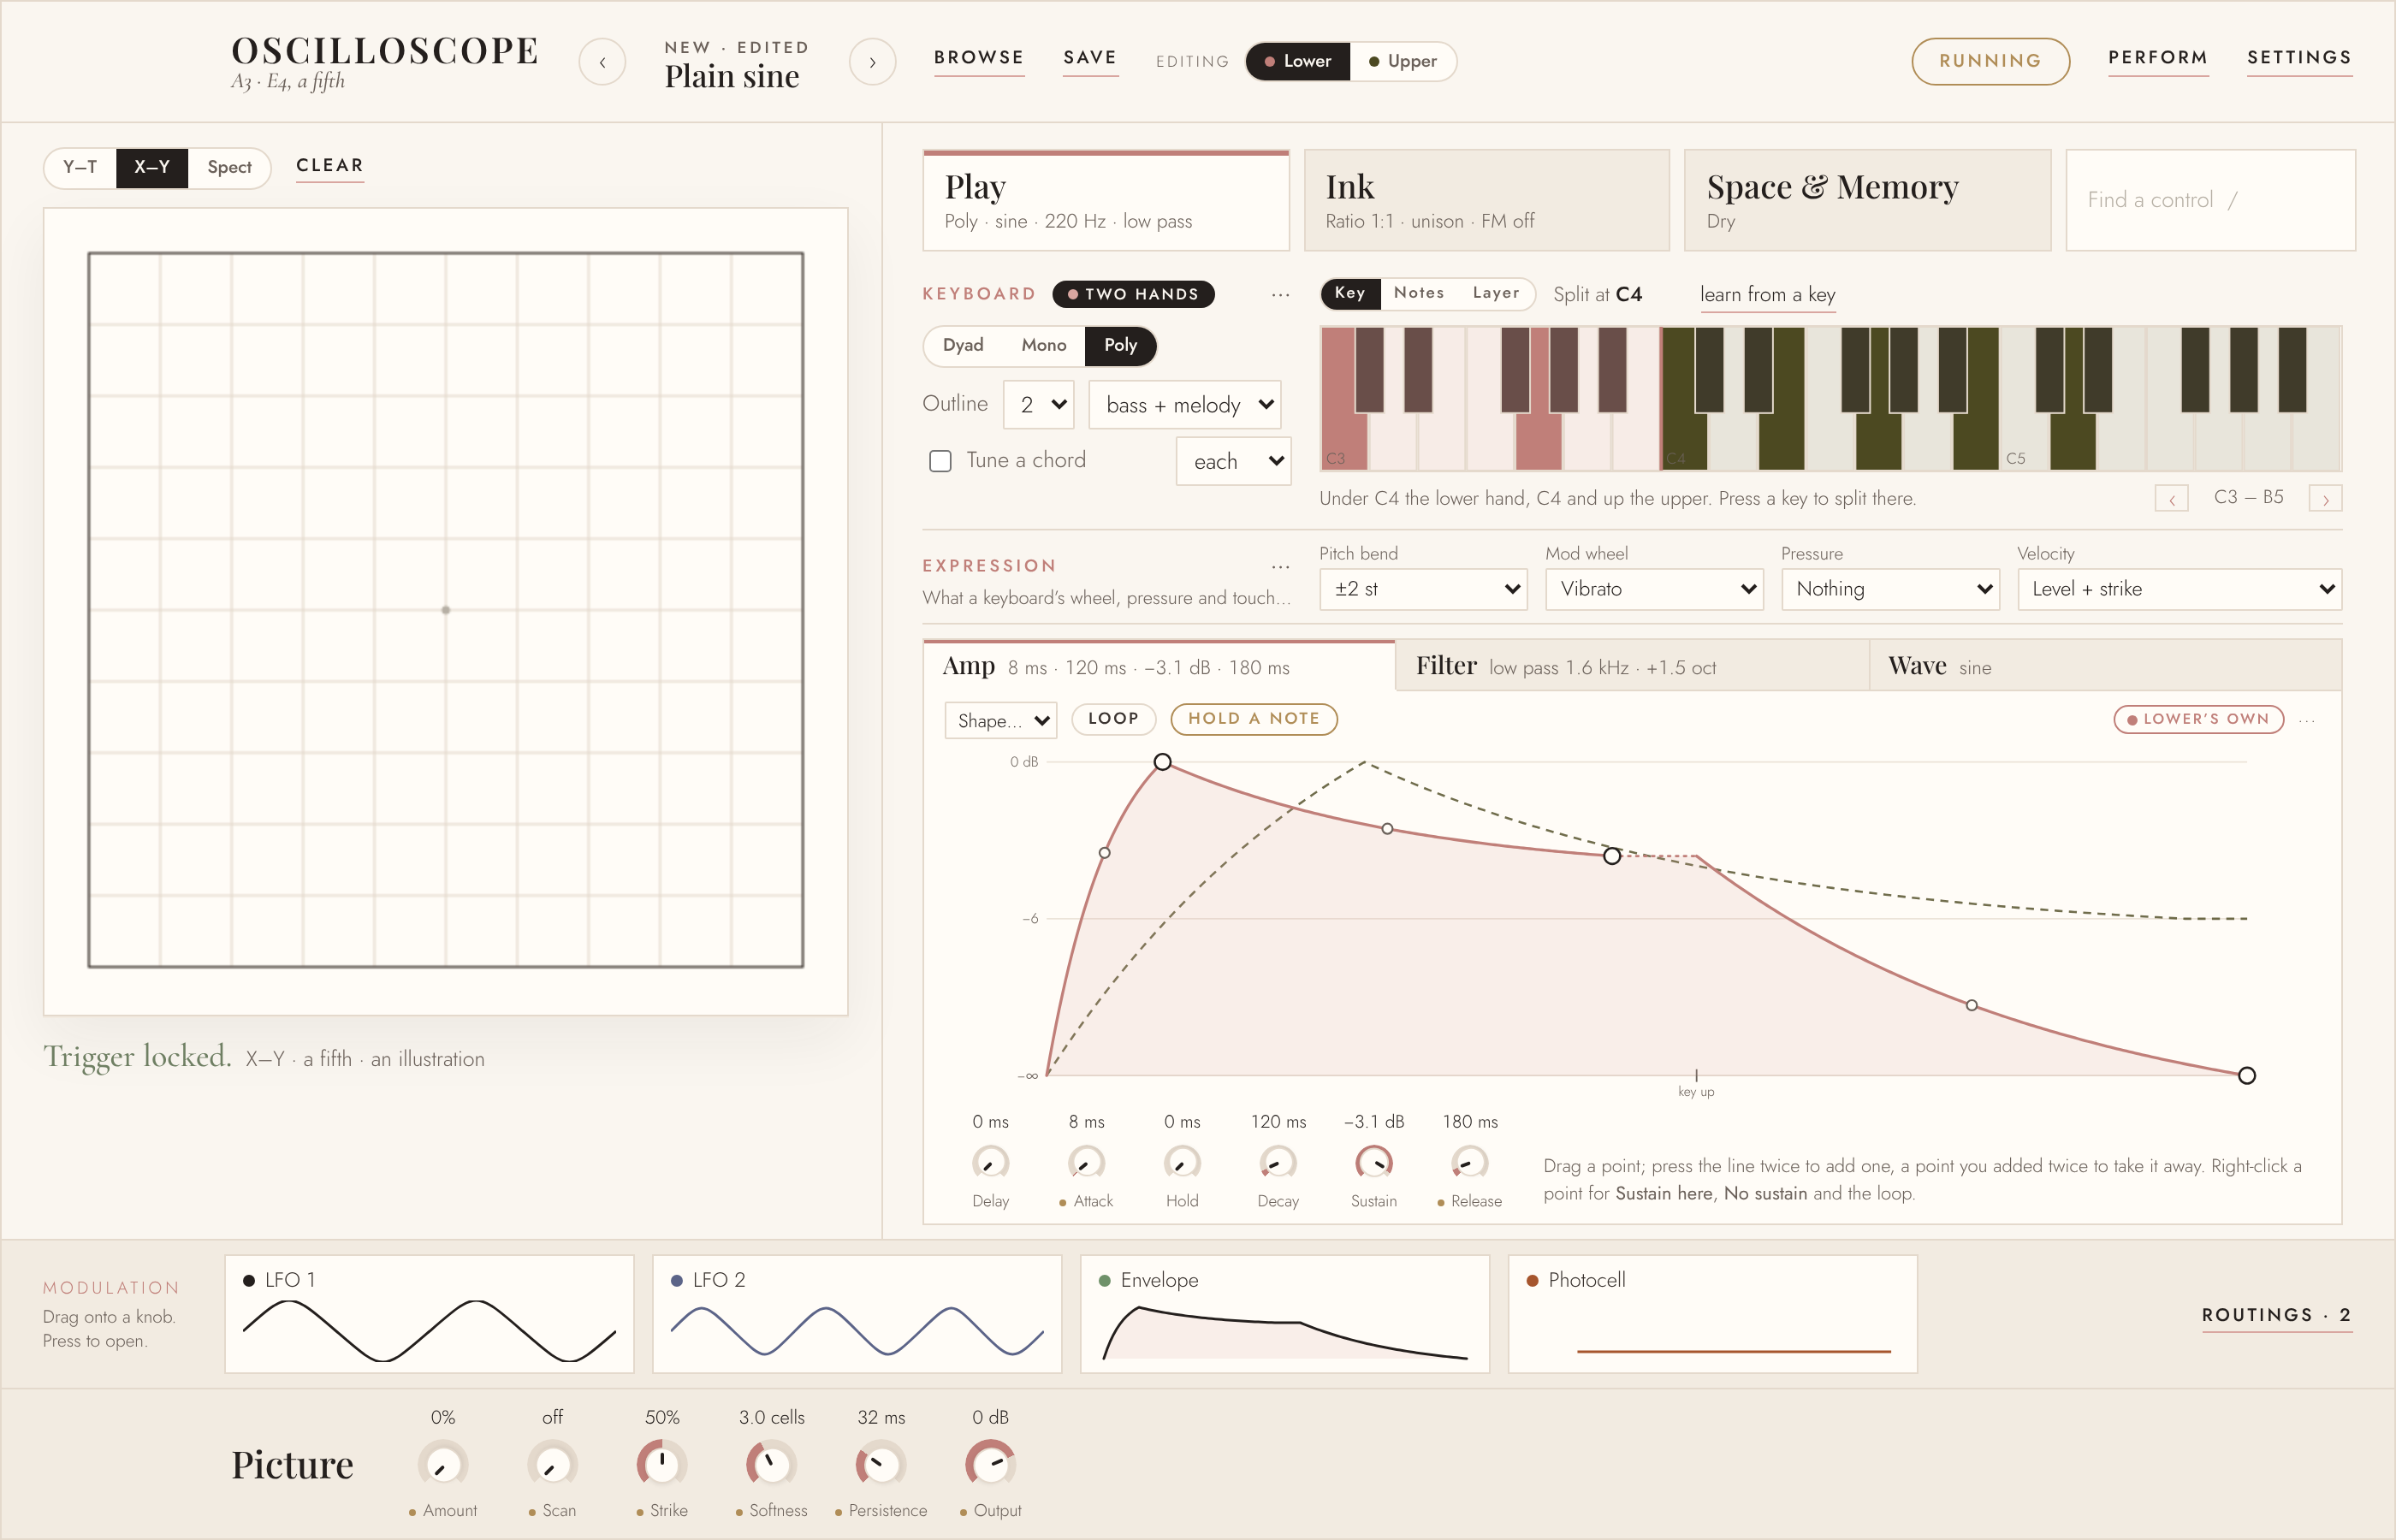 OSCILLOSCOPE
A3 · E4, a fifth
‹
NEW · EDITED
Plain sine
›
BROWSE
SAVE
EDITING
Lower
Upper
RUNNING
PERFORM
SETTINGS
Y–T
X–Y
Spect
CLEAR
Trigger locked. X–Y · a fifth · an illustration
Play
Poly · sine · 220 Hz · low pass
Ink
Ratio 1:1 · unison · FM off
Space & Memory
Dry
Find a control /
KEYBOARD
TWO HANDS
...
Dyad
Mono
Poly
Outline
2
bass + melody
Tune a chord
each
Key
Notes
Layer
Split at C4
learn from a key
C3
C4
C5
Under C4 the lower hand, C4 and up the upper. Press a key to split there.
‹
C3 – B5
›
EXPRESSION
...
What a keyboard's wheel, pressure and touch…
Pitch bend
±2 st
Mod wheel
Vibrato
Pressure
Nothing
Velocity
Level + strike
Amp 8 ms · 120 ms · −3.1 dB · 180 ms
Filter low pass 1.6 kHz · +1.5 oct
Wave sine
Shape…
LOOP
HOLD A NOTE
LOWER'S OWN
...
0 dB
−6
−∞
key up
0 ms
8 ms
0 ms
120 ms
−3.1 dB
180 ms
Delay
Attack
Hold
Decay
Sustain
Release
Drag a point; press the line twice to add one, a point you added twice to take it away. Right-click a
point for Sustain here, No sustain and the loop.
MODULATION
Drag onto a knob.
Press to open.
LFO 1
LFO 2
Envelope
Photocell
ROUTINGS · 2
Picture
0%
off
50%
3.0 cells
32 ms
0 dB
Amount
Scan
Strike
Softness
Persistence
Output